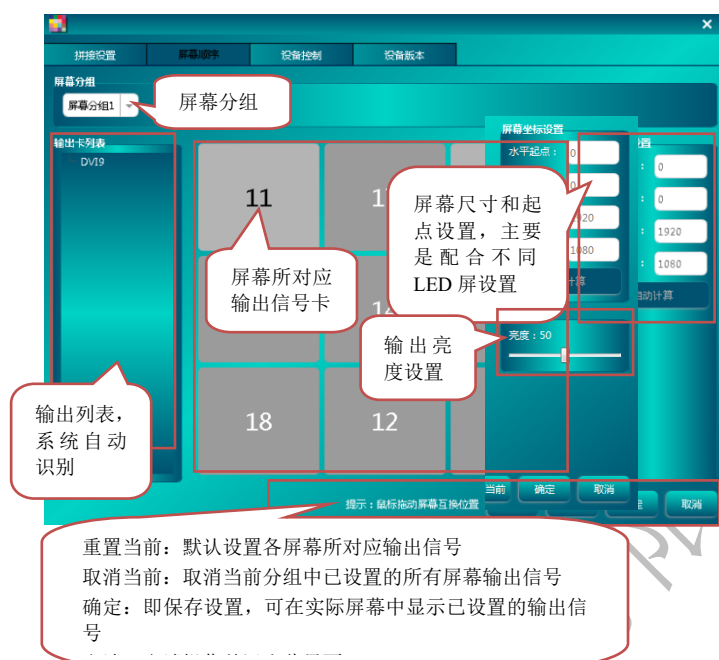 拼接设置 屏幕顺序 设备控制 设备版本
屏幕分组
屏幕分组1
屏幕分组
输出卡列表
DVI9
屏幕坐标设置
水平起点： 0
1920
1080
置
： 0
： 0
： 1920
： 1080
自动计算
11
18
12
屏幕尺寸和起
点设置，主要
是配合不同
LED 屏设置
屏幕所对应
输出信号卡
输出亮
度设置
亮度：50
输出列表，
系统自动
识别
当前 确定 取消
提示：鼠标拖动屏幕互换位置
取消
重置当前：默认设置各屏幕所对应输出信号
取消当前：取消当前分组中已设置的所有屏幕输出信号
确定：即保存设置，可在实际屏幕中显示已设置的输出信
号